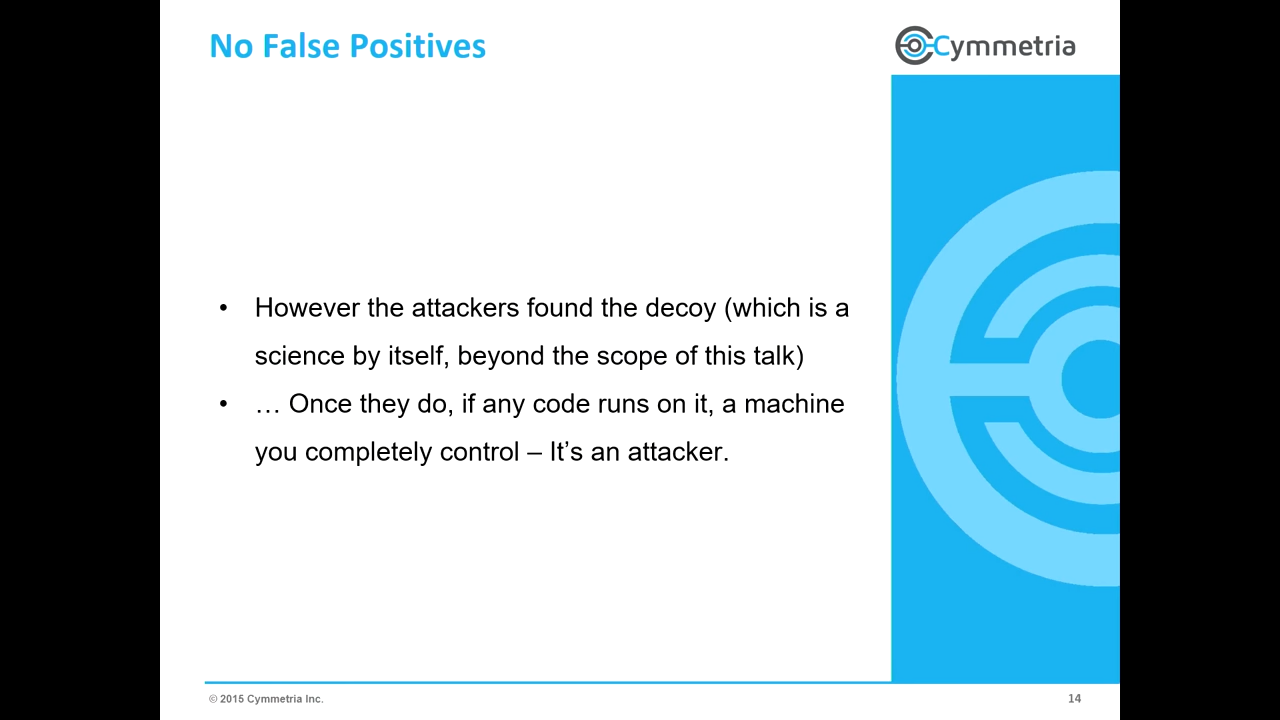 No False Positives
Cymmetria
• However the attackers found the decoy (which is a
science by itself, beyond the scope of this talk)
• … Once they do, if any code runs on it, a machine
you completely control – It’s an attacker.
© 2015 Cymmetria Inc.
14